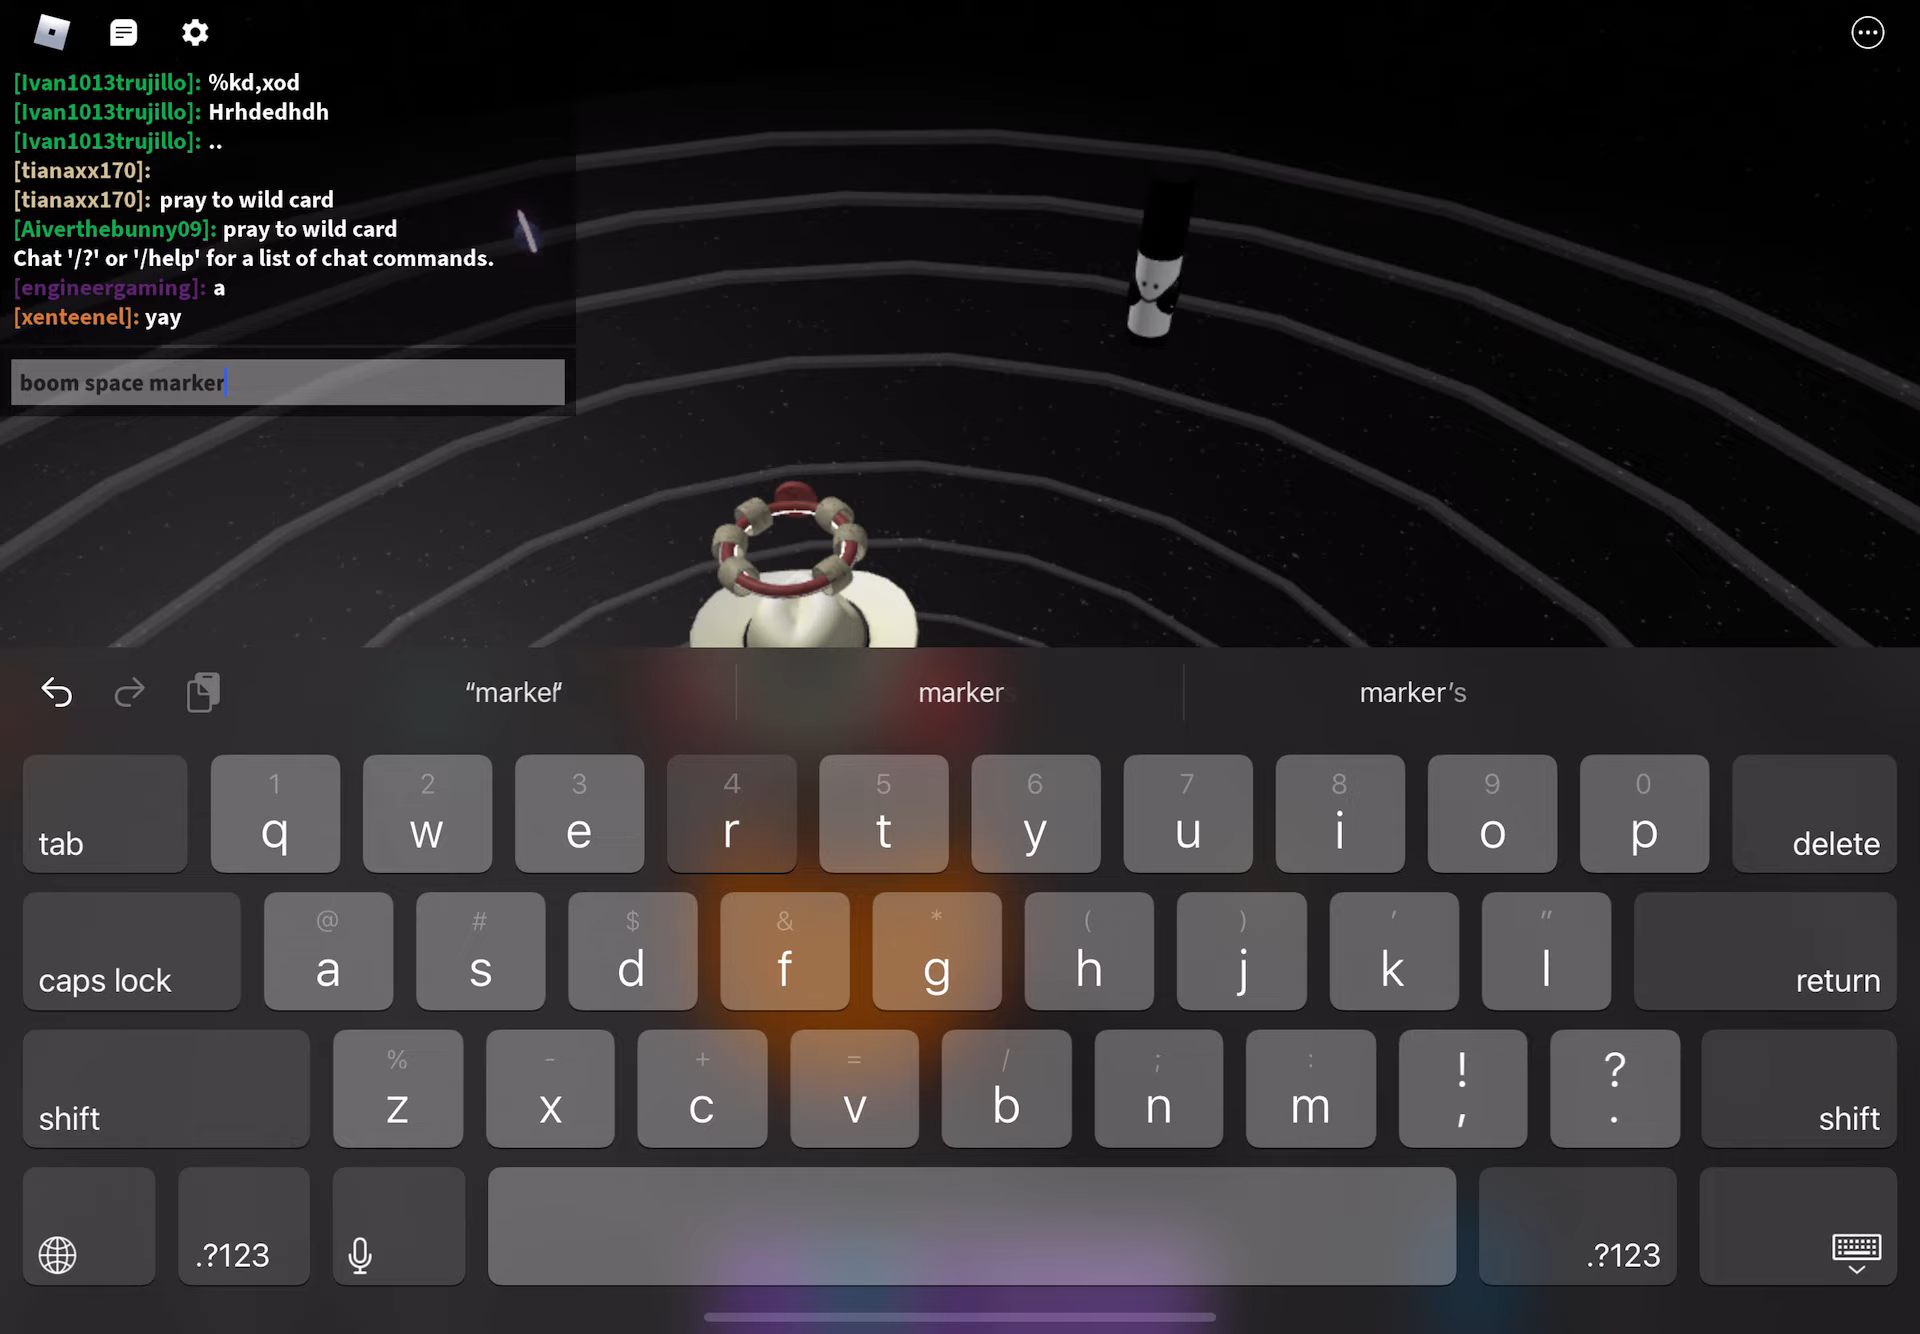 [Ivan1013trujillo]: %kd,xod
[Ivan1013trujillo]: Hrhdedhdh
[Ivan1013trujillo]: ..
[tianaxx170]:
[tianaxx170]: pray to wild card
[Aiverthebunny09]: pray to wild card
Chat '/?' or '/help' for a list of chat commands.
[engineergaming]: a
[xenteenel]: yay
boom space marker
“marker” marker marker’s
1 2 3 4 5 6 7 8 9 0
tab q w e r t y u i o p delete
@ # $ & * ( ) ' "
caps lock a s d f g h j k l return
% - + = / ; : ! ?
shift z x c v b n m , . shift
.?123 .?123